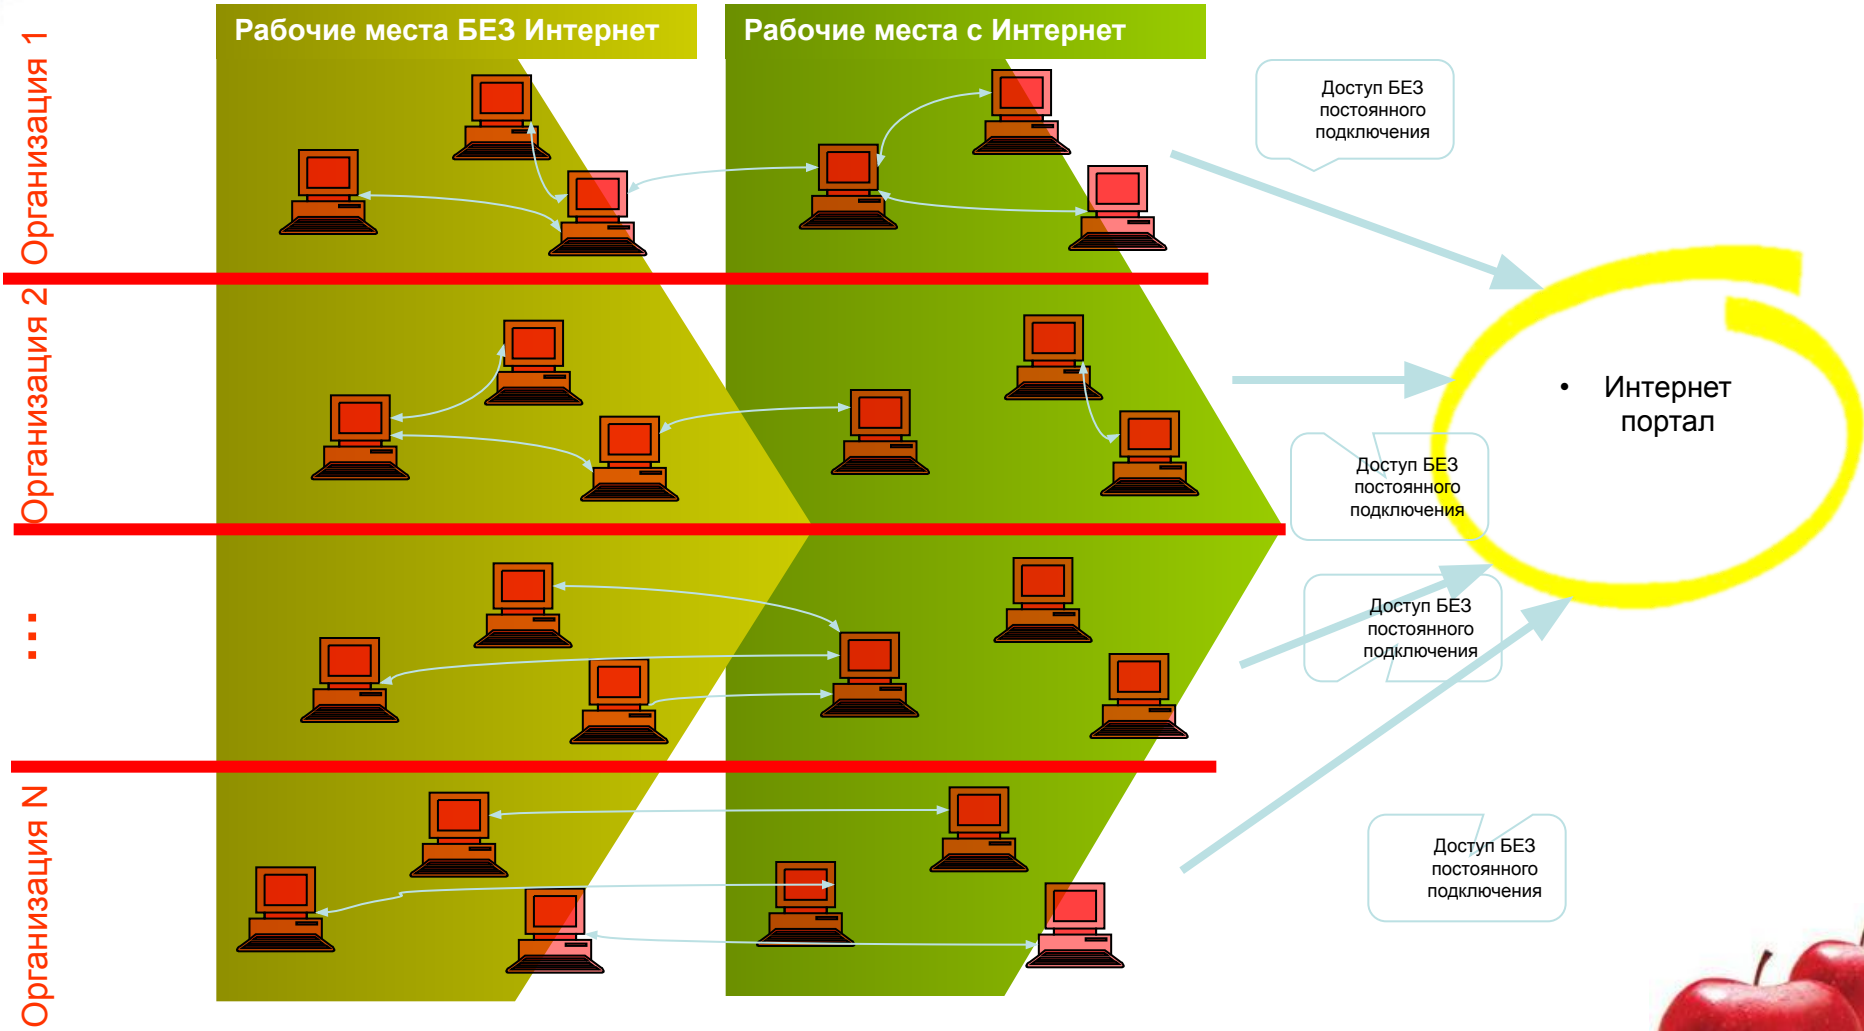 Рабочие места БЕЗ Интернет
Рабочие места с Интернет
Организация 1
Организация 2
...
Организация N
Доступ БЕЗ
постоянного
подключения
• Интернет
портал
Доступ БЕЗ
постоянного
подключения
Доступ БЕЗ
постоянного
подключения
Доступ БЕЗ
постоянного
подключения